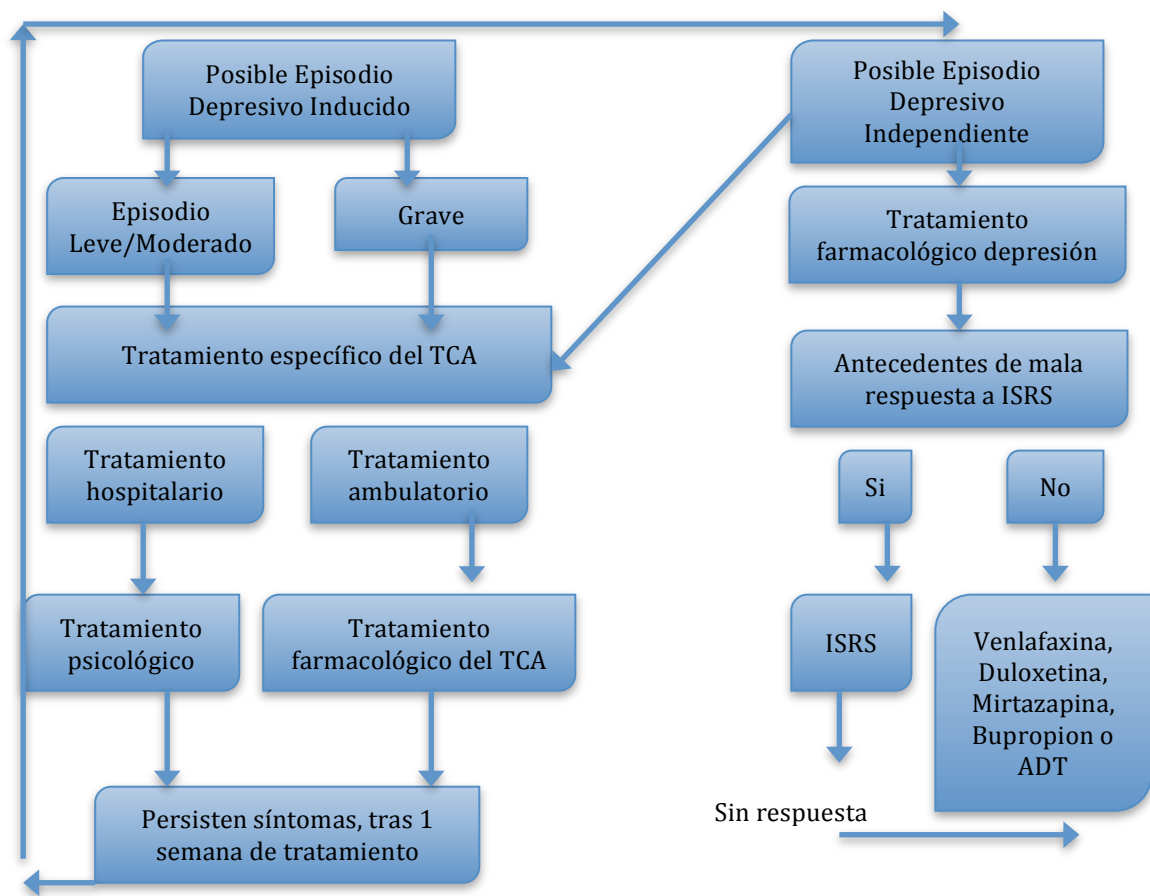 Posible Episodio
Depresivo Inducido
Posible Episodio
Depresivo
Independiente
Episodio
Leve/Moderado
Grave
Tratamiento
farmacológico depresión
Tratamiento específico del TCA
Antecedentes de mala
respuesta a ISRS
Tratamiento
hospitalario
Tratamiento
ambulatorio
Si
No
Tratamiento
psicológico
Tratamiento
farmacológico del TCA
ISRS
Venlafaxina,
Duloxetina,
Mirtazapina,
Bupropion o
ADT
Persisten síntomas, tras 1
semana de tratamiento
Sin respuesta